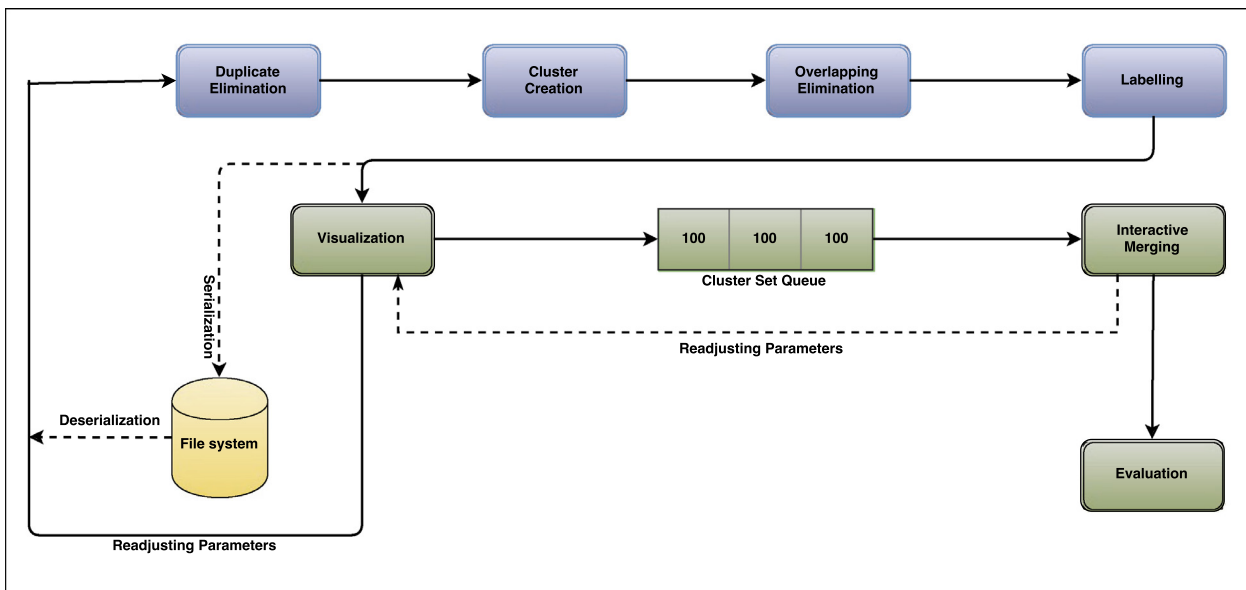 Duplicate
Elimination
Cluster
Creation
Overlapping
Elimination
Labelling
Visualization
100
100
100
Cluster Set Queue
Interactive
Merging
Serialization
Readjusting Parameters
Deserialization
File system
Evaluation
Readjusting Parameters